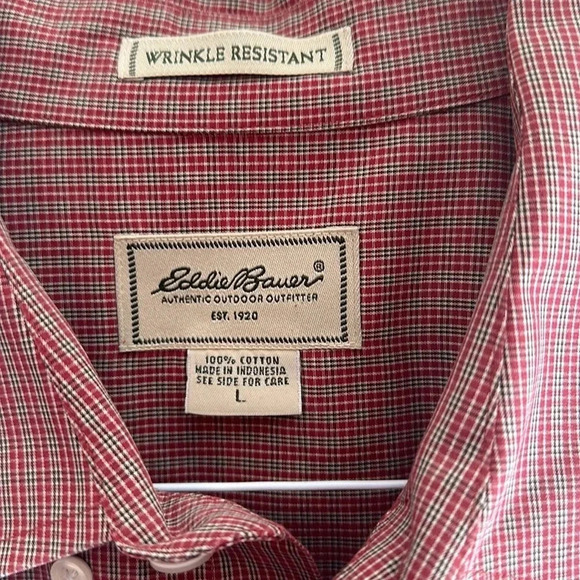 WRINKLE RESISTANT
Eddie Bauer®
AUTHENTIC OUTDOOR OUTFITTER
EST. 1920
100% COTTON
MADE IN INDONESIA
SEE SIDE FOR CARE
L